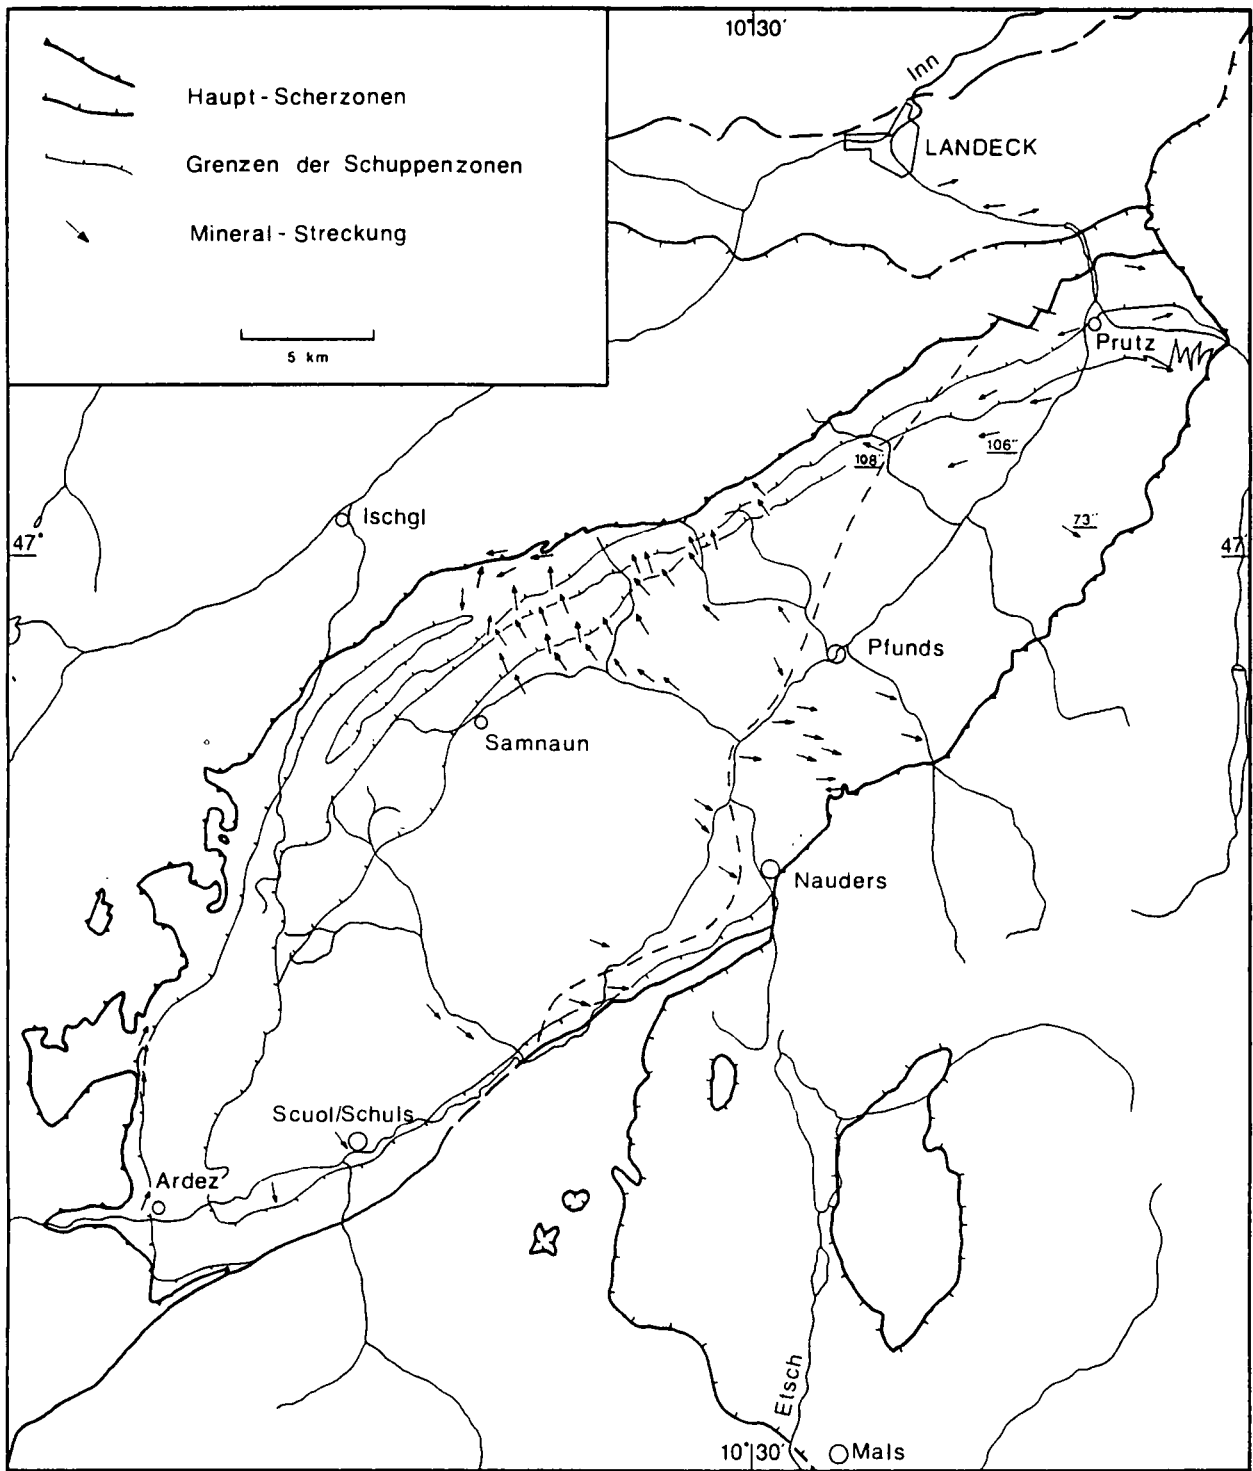 10°30'
Inn
Haupt-Scherzonen
LANDECK
Grenzen der Schuppenzonen
Mineral-Streckung
5 km
Prutz
106''
108''
Ischgl
73''
47°
47°
Pfunds
Samnaun
Nauders
Scuol/Schuls
Ardez
Etsch
10°30'
Mals